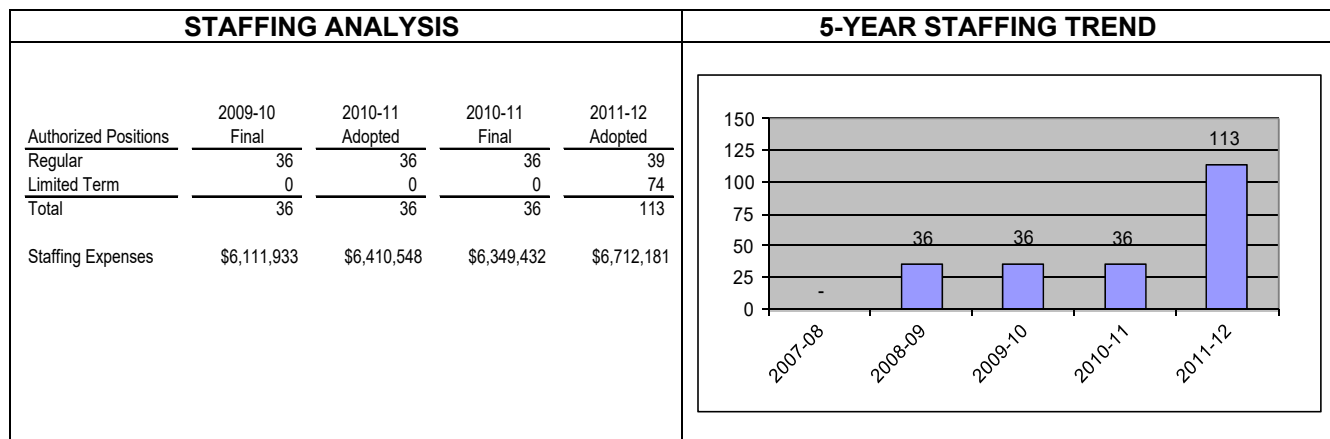 STAFFING ANALYSIS
5-YEAR STAFFING TREND
2009-10 2010-11 2010-11 2011-12
Authorized Positions Final Adopted Final Adopted
Regular 36 36 36 39
Limited Term 0 0 0 74
Total 36 36 36 113
Staffing Expenses $6,111,933 $6,410,548 $6,349,432 $6,712,181
150
125
100
75
50
25
0
- 36 36 36 113
2007-08 2008-09 2009-10 2010-11 2011-12